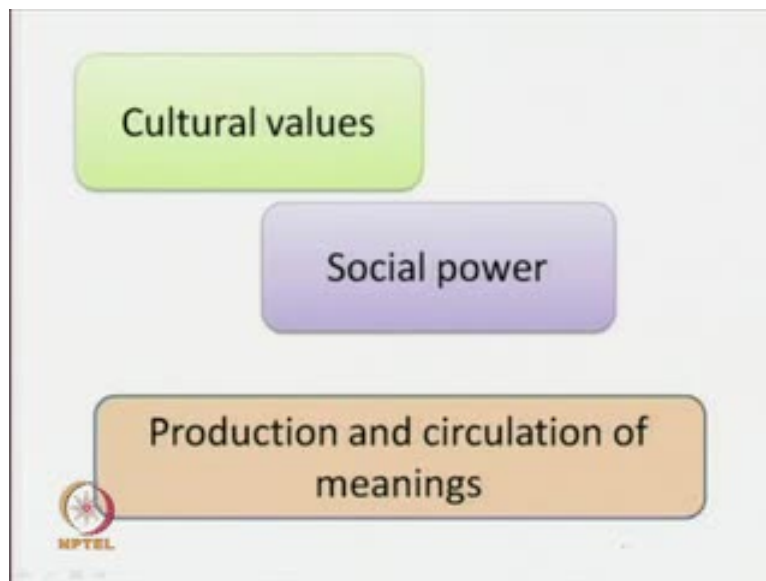 Cultural values
Social power
Production and circulation of
meanings
NPTEL